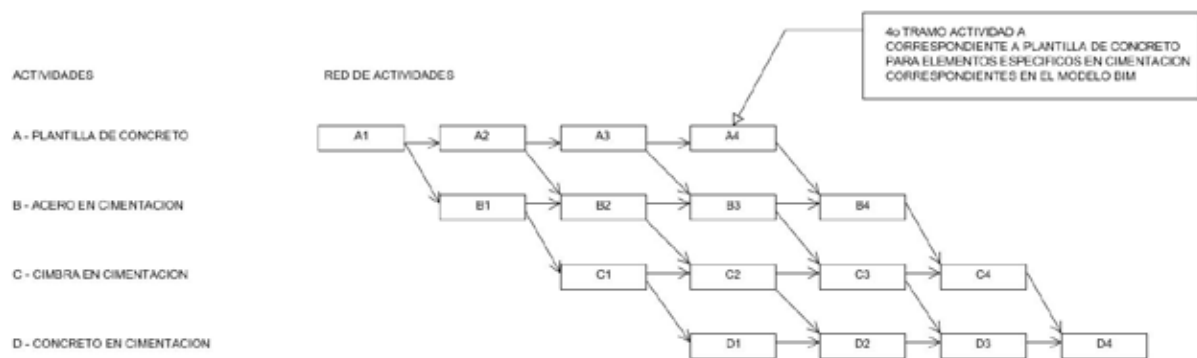 4o TRAMO ACTIVIDAD A
CORRESPONDIENTE A PLANTILLA DE CONCRETO
PARA ELEMENTOS ESPECIFICOS EN CIMENTACION
CORRESPONDIENTES EN EL MODELO BIM
ACTIVIDADES
RED DE ACTIVIDADES
A - PLANTILLA DE CONCRETO
A1
A2
A3
A4
B - ACERO EN CIMENTACION
B1
B2
B3
B4
C - CIMBRA EN CIMENTACION
C1
C2
C3
C4
D - CONCRETO EN CIMENTACION
D1
D2
D3
D4